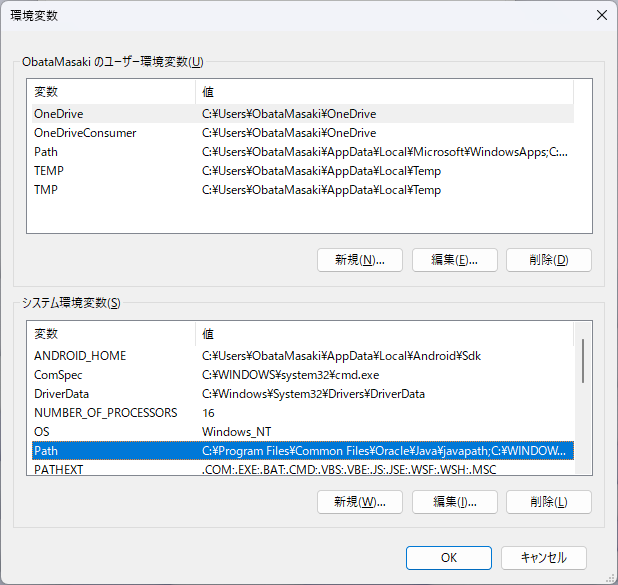 環境変数
ObataMasaki のユーザー環境変数(U)
変数 値
OneDrive C:¥Users¥ObataMasaki¥OneDrive
OneDriveConsumer C:¥Users¥ObataMasaki¥OneDrive
Path C:¥Users¥ObataMasaki¥AppData¥Local¥Microsoft¥WindowsApps;C:...
TEMP C:¥Users¥ObataMasaki¥AppData¥Local¥Temp
TMP C:¥Users¥ObataMasaki¥AppData¥Local¥Temp
新規(N)... 編集(E)... 削除(D)
システム環境変数(S)
変数 値
ANDROID_HOME C:¥Users¥ObataMasaki¥AppData¥Local¥Android¥Sdk
ComSpec C:¥WINDOWS¥system32¥cmd.exe
DriverData C:¥Windows¥System32¥Drivers¥DriverData
NUMBER_OF_PROCESSORS 16
OS Windows_NT
Path C:¥Program Files¥Common Files¥Oracle¥Java¥javapath;C:¥WINDOW...
PATHEXT .COM;.EXE;.BAT;.CMD;.VBS;.VBE;.JS;.JSE;.WSF;.WSH;.MSC
新規(W)... 編集(I)... 削除(L)
OK キャンセル